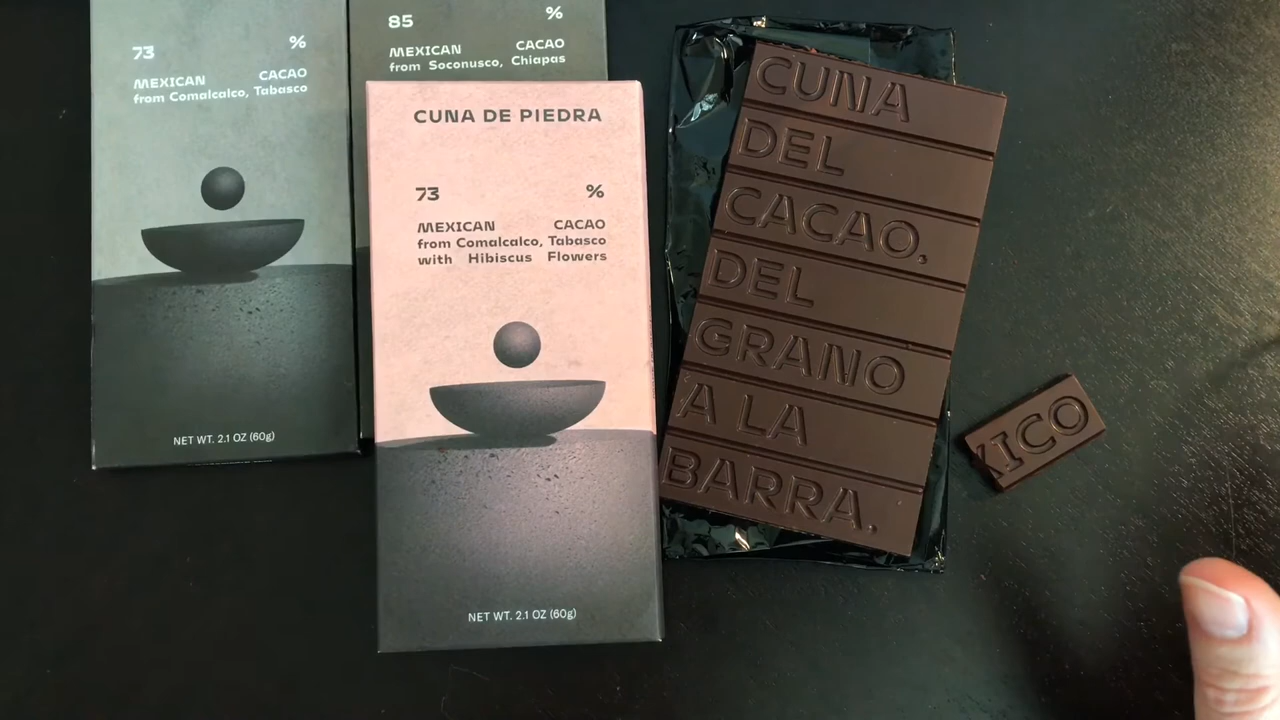 73 %
MEXICAN CACAO
from Comalcalco, Tabasco
NET WT. 2.1 OZ (60g)
85 %
MEXICAN CACAO
from Soconusco, Chiapas
CUNA DE PIEDRA
73 %
MEXICAN CACAO
from Comalcalco, Tabasco
with Hibiscus Flowers
NET WT. 2.1 OZ (60g)
CUNA
DEL
CACAO.
DEL
GRANO
A LA
BARRA.
XICO